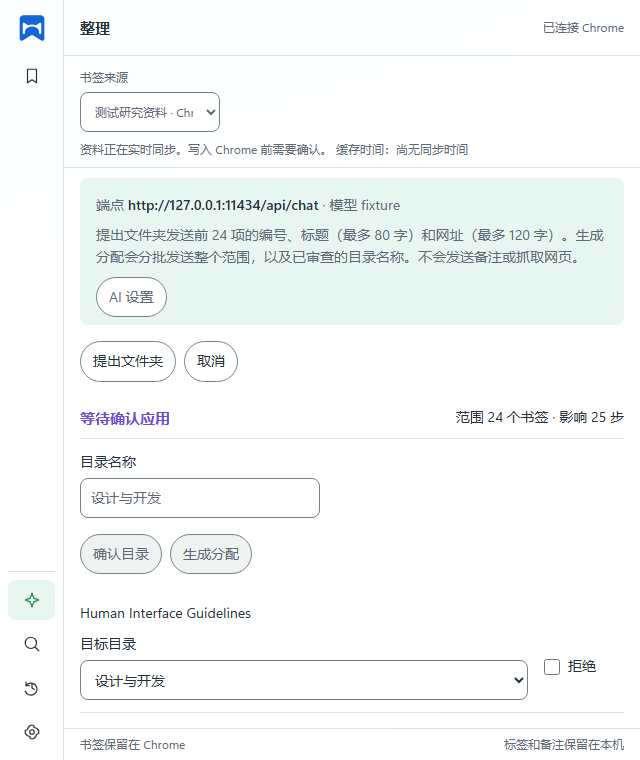 整理
已连接 Chrome
书签来源
测试研究资料 · Chr
资料正在实时同步。写入 Chrome 前需要确认。 缓存时间：尚无同步时间
端点 http://127.0.0.1:11434/api/chat · 模型 fixture
提出文件夹发送前 24 项的编号、标题（最多 80 字）和网址（最多 120 字）。生成
分配会分批发送整个范围，以及已审查的目录名称。不会发送备注或抓取网页。
AI 设置
提出文件夹
取消
等待确认应用
范围 24 个书签 · 影响 25 步
目录名称
设计与开发
确认目录
生成分配
Human Interface Guidelines
目标目录
设计与开发
拒绝
书签保留在 Chrome
标签和备注保留在本机